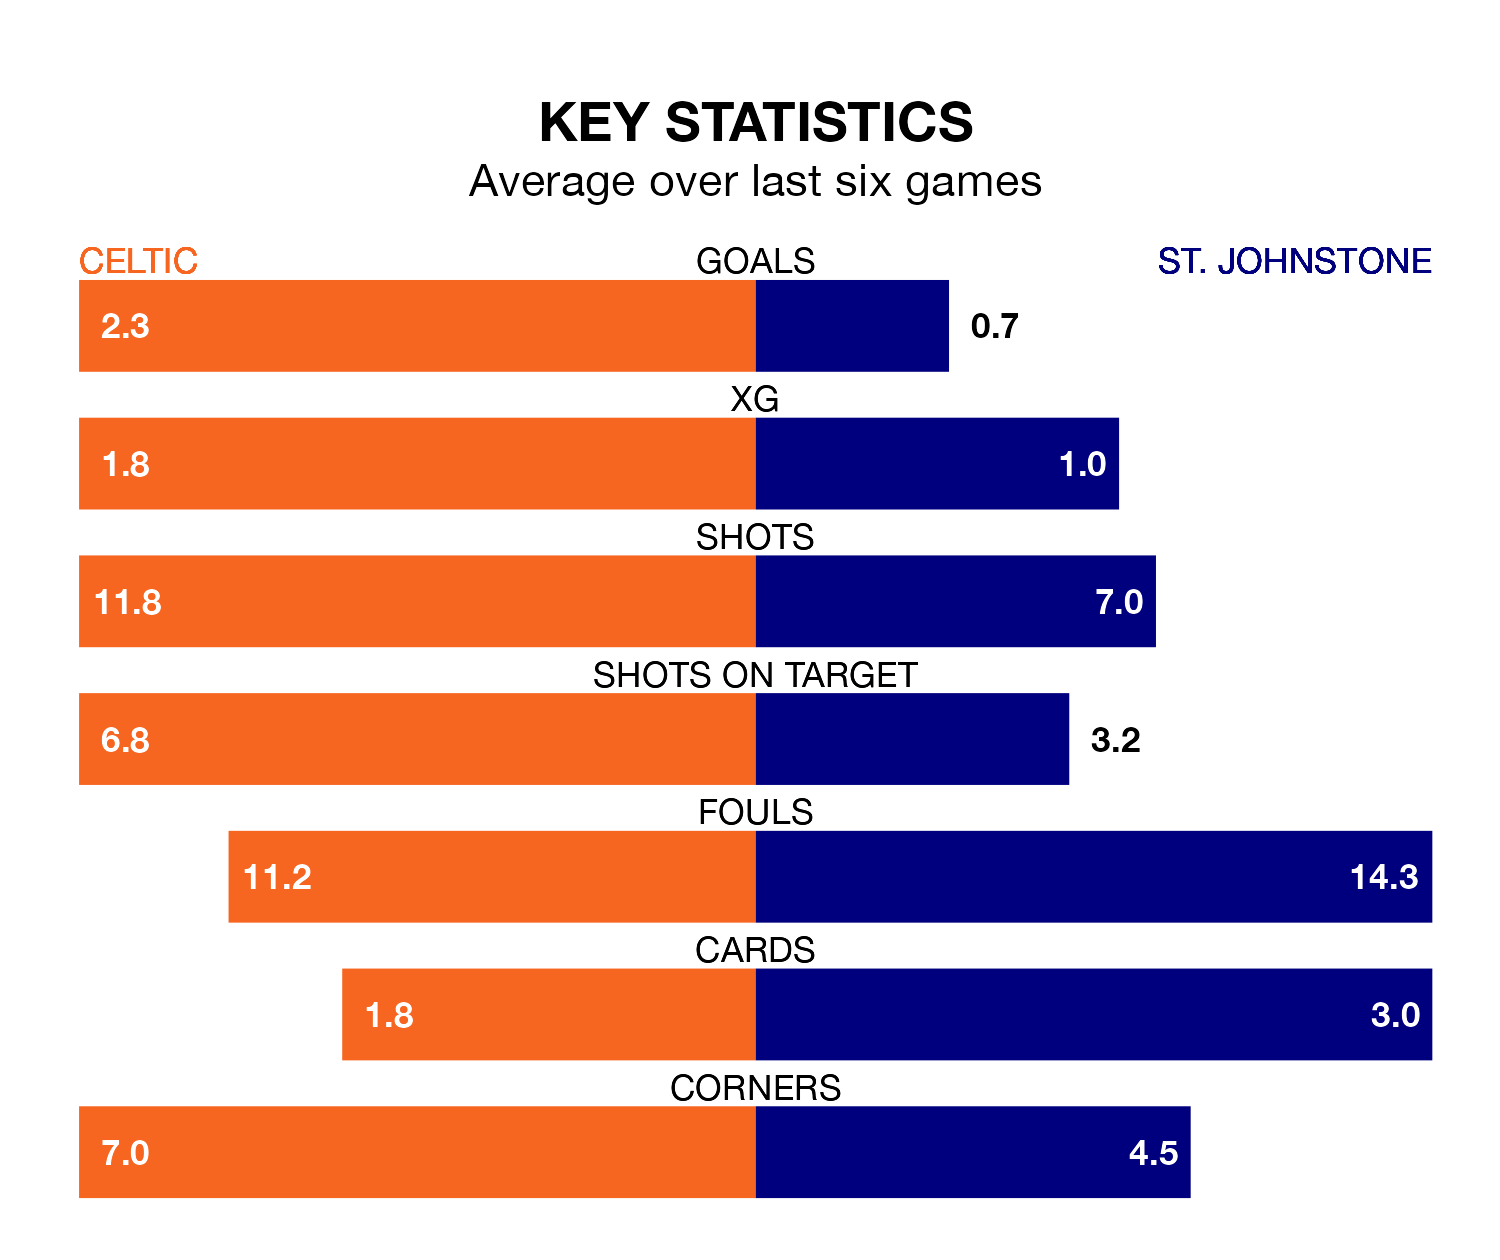 KEY STATISTICS
Average over last six games
CELTIC GOALS ST. JOHNSTONE
2.3 0.7
XG
1.8 1.0
SHOTS
11.8 7.0
SHOTS ON TARGET
6.8 3.2
FOULS
11.2 14.3
CARDS
1.8 3.0
CORNERS
7.0 4.5